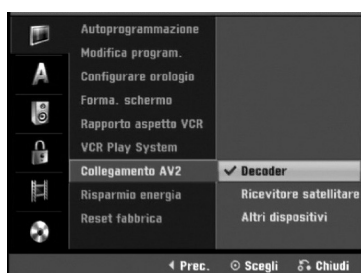 Autoprogrammazione
Modifica program.
A
Configurare orologio
Forma. schermo
Rapporto aspetto VCR
VCR Play System
Collegamento AV2
✓ Decoder
Risparmio energia
Ricevitore satellitare
Reset fabbrica
Altri dispositivi
Prec. Scegli Chiudi